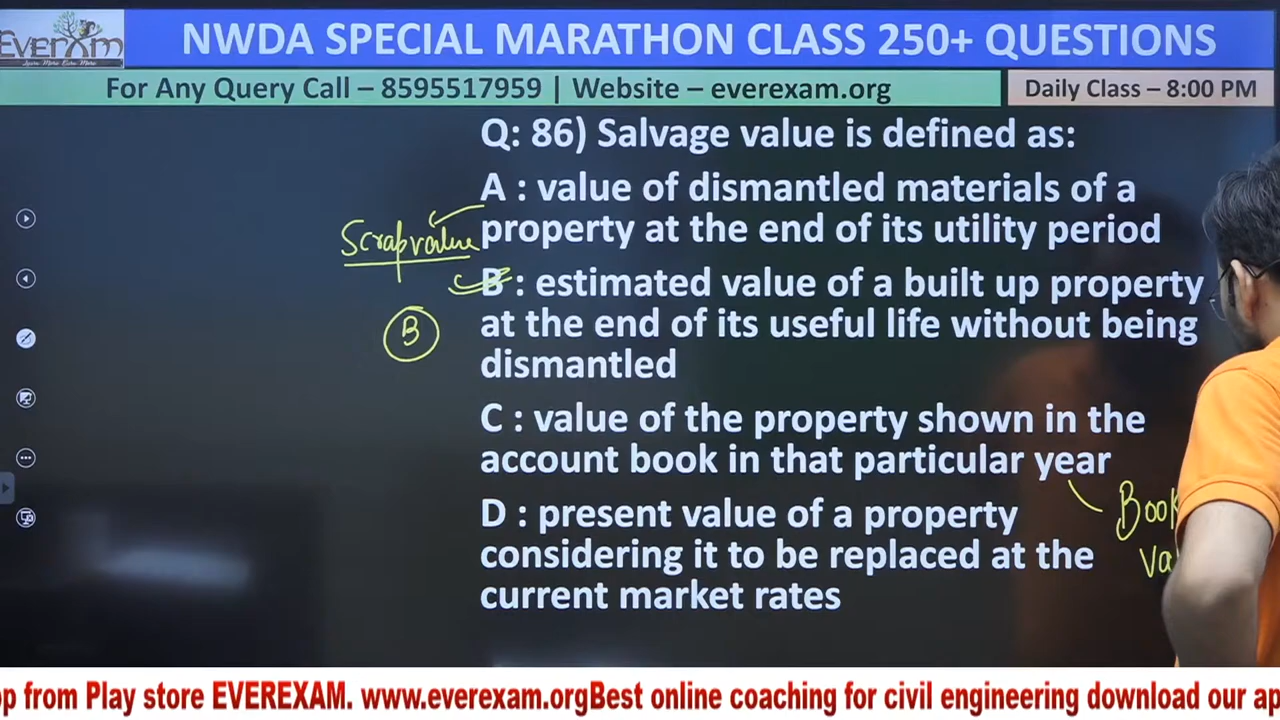 EVEREXAM
NWDA SPECIAL MARATHON CLASS 250+ QUESTIONS
For Any Query Call – 8595517959 | Website – everexam.org
Daily Class – 8:00 PM
Q: 86) Salvage value is defined as:
A : value of dismantled materials of a
property at the end of its utility period
Scrap value
B : estimated value of a built up property
at the end of its useful life without being
dismantled
B
C : value of the property shown in the
account book in that particular year
Book
D : present value of a property
considering it to be replaced at the
current market rates
op from Play store EVEREXAM. www.everexam.orgBest online coaching for civil engineering download our ap